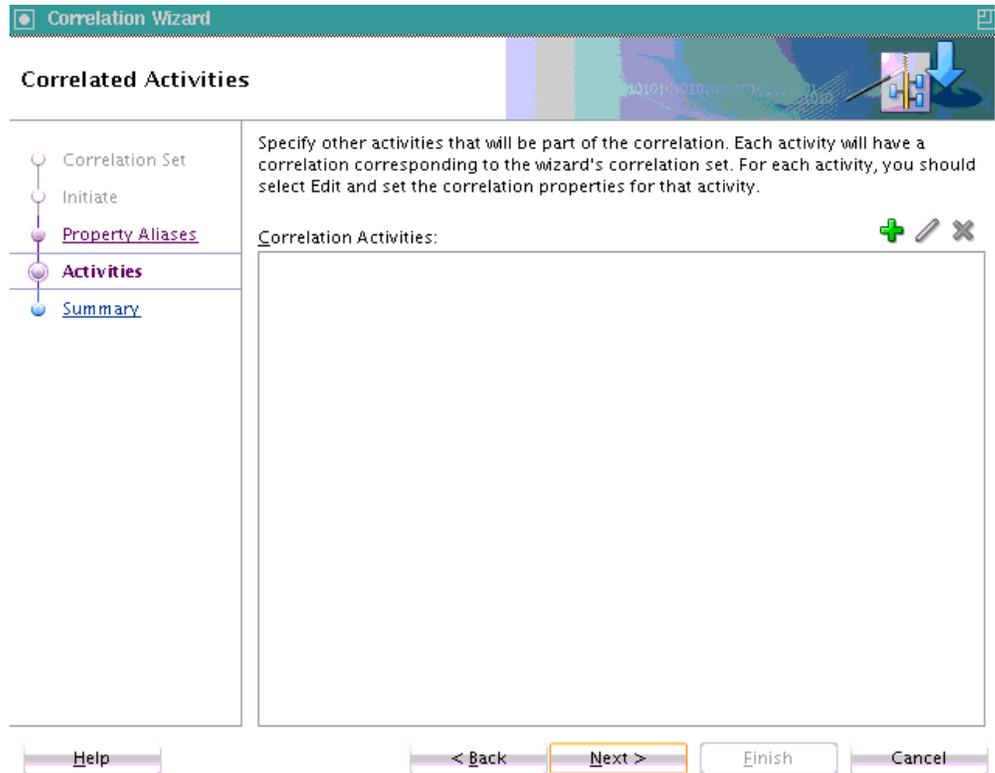 Correlation Wizard
Correlated Activities
Correlation Set
Initiate
Property Aliases
Activities
Summary
Specify other activities that will be part of the correlation. Each activity will have a
correlation corresponding to the wizard's correlation set. For each activity, you should
select Edit and set the correlation properties for that activity.
Correlation Activities:
Help
< Back
Next >
Finish
Cancel